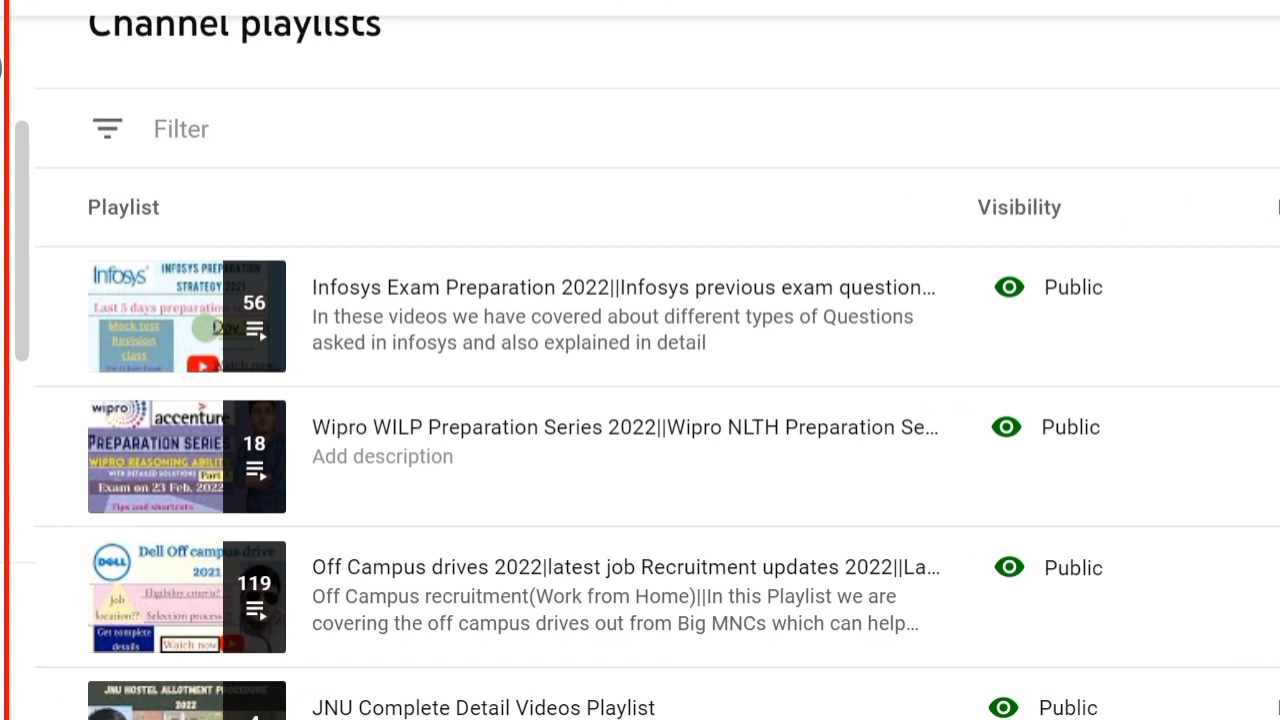 Channel playlists
Filter
Playlist
Visibility
Infosys
INFOSYS PREPARATION
STRATEGY 2021
Last 5 days preparation
Mock test
Revision
class
Day
Watch now
56
Infosys Exam Preparation 2022||Infosys previous exam question...
In these videos we have covered about different types of Questions
asked in infosys and also explained in detail
Public
wipro
accenture
PREPARATION SERIES
WIPRO REASONING ABILITY
WITH DETAILED SOLUTIONS
Part
Exam on 23 Feb, 2022
Tips and shortcuts
18
Wipro WILP Preparation Series 2022||Wipro NLTH Preparation Se...
Add description
Public
DELL
Dell Off campus drive
2021
Job
location??
Eligibility criteria?
Selection process
Get complete
details
Watch now
119
Off Campus drives 2022|latest job Recruitment updates 2022||La...
Off Campus recruitment(Work from Home)||In this Playlist we are
covering the off campus drives out from Big MNCs which can help...
Public
JNU HOSTEL ALLOTMENT PROCEDURE
2022
JNU Complete Detail Videos Playlist
Public